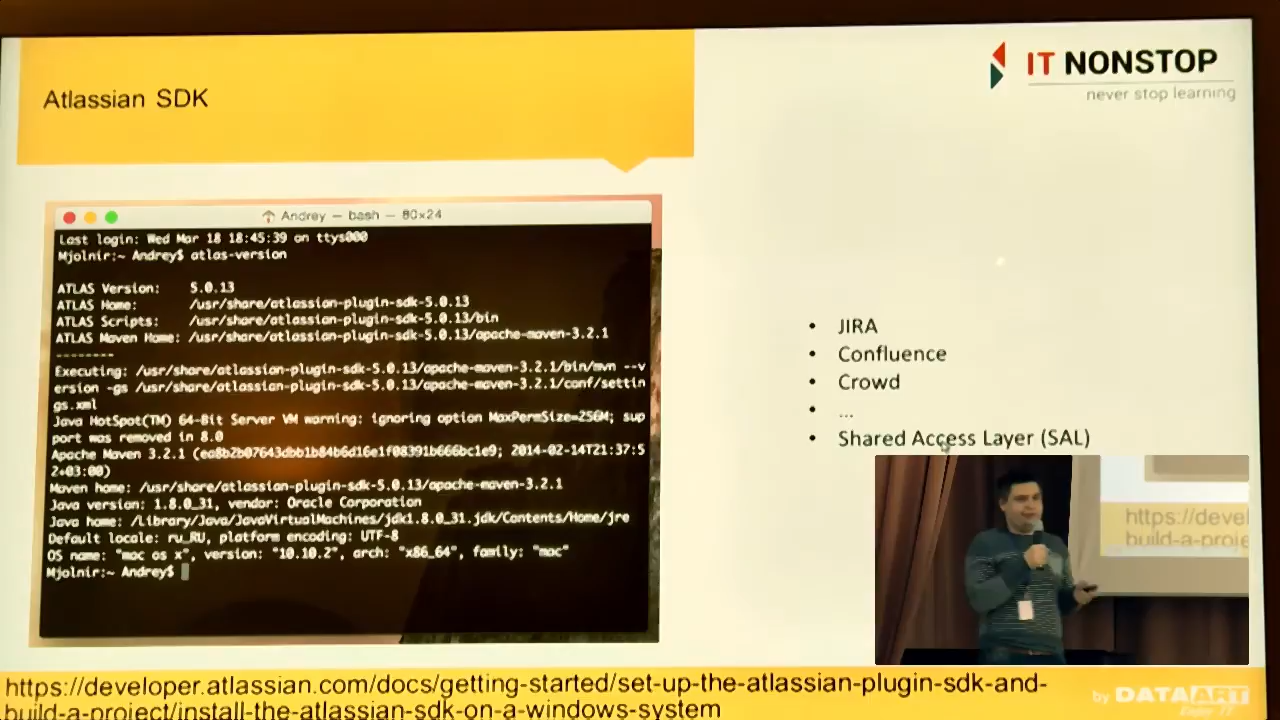 Atlassian SDK
IT NONSTOP
never stop learning
Andrey — bash — 80×24
Last login: Wed Mar 18 18:45:39 on ttys000
Mjolnir:~ Andrey$ atlas-version
ATLAS Version:    5.0.13
ATLAS Home:       /usr/share/atlassian-plugin-sdk-5.0.13
ATLAS Scripts:    /usr/share/atlassian-plugin-sdk-5.0.13/bin
ATLAS Maven Home: /usr/share/atlassian-plugin-sdk-5.0.13/apache-maven-3.2.1
--------
Executing: /usr/share/atlassian-plugin-sdk-5.0.13/apache-maven-3.2.1/bin/mvn --v
ersion -gs /usr/share/atlassian-plugin-sdk-5.0.13/apache-maven-3.2.1/conf/settin
gs.xml
Java HotSpot(TM) 64-Bit Server VM warning: ignoring option MaxPermSize=256M; sup
port was removed in 8.0
Apache Maven 3.2.1 (ea8b2b07643dbb1b84b6d16e1f08391b666bc1e9; 2014-02-14T21:37:5
2+03:00)
Maven home: /usr/share/atlassian-plugin-sdk-5.0.13/apache-maven-3.2.1
Java version: 1.8.0_31, vendor: Oracle Corporation
Java home: /Library/Java/JavaVirtualMachines/jdk1.8.0_31.jdk/Contents/Home/jre
Default locale: ru_RU, platform encoding: UTF-8
OS name: "mac os x", version: "10.10.2", arch: "x86_64", family: "mac"
Mjolnir:~ Andrey$
• JIRA
• Confluence
• Crowd
• ...
• Shared Access Layer (SAL)
https://devel
build-a-proje
https://developer.atlassian.com/docs/getting-started/set-up-the-atlassian-plugin-sdk-and-
build-a-project/install-the-atlassian-sdk-on-a-windows-system
by DATAART